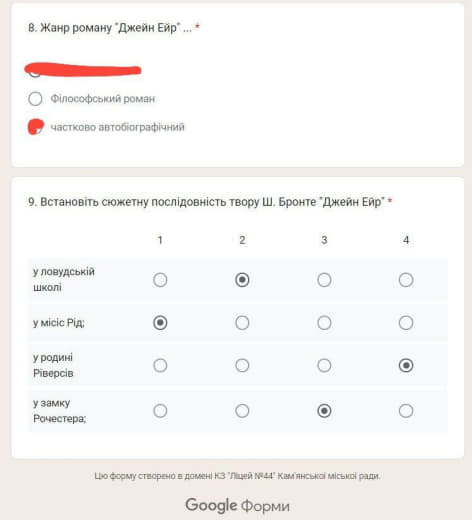 8. Жанр роману "Джейн Ейр" ... *
Філософський роман
частково автобіографічний
9. Встановіть сюжетну послідовність твору Ш. Бронте "Джейн Ейр" *
1 2 3 4
у ловудській
школі
у місіс Рід;
у родині
Ріверсів
у замку
Рочестера;
Цю форму створено в домені КЗ "Ліцей №44" Кам'янської міської ради.
Google Форми